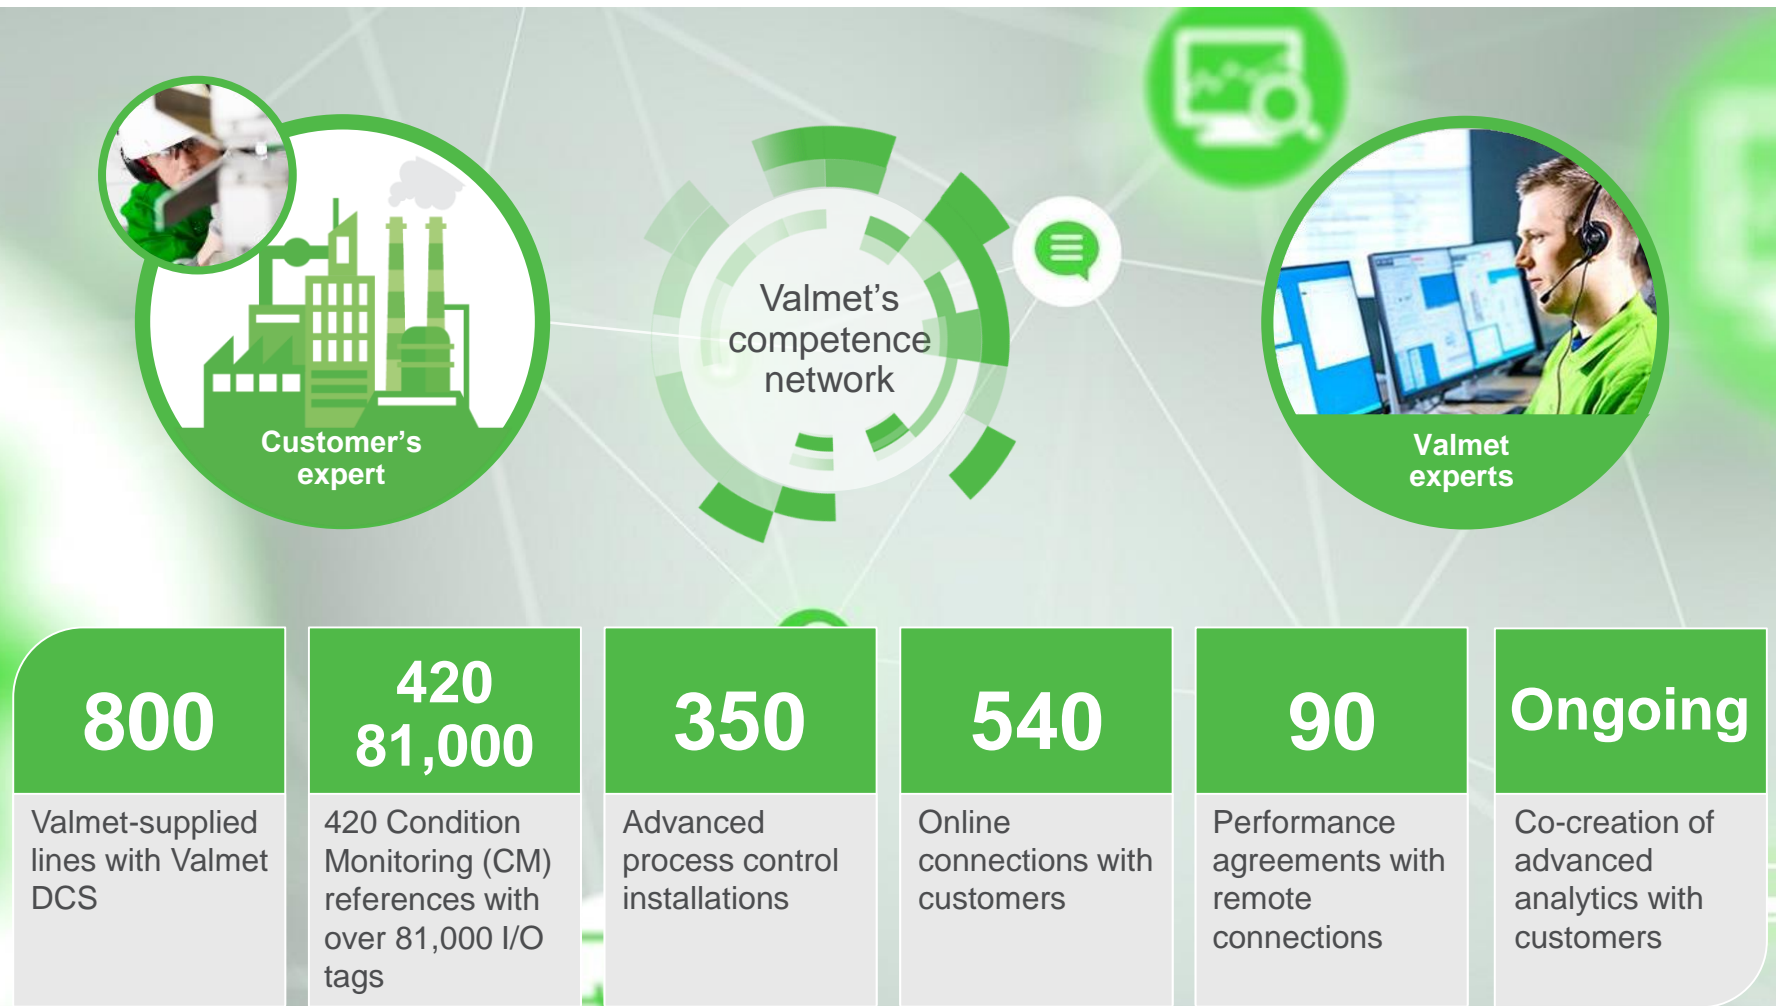 Valmet's
competence
network
Customer's
expert
Valmet
experts
800
Valmet-supplied
lines with Valmet
DCS
420
81,000
420 Condition
Monitoring (CM)
references with
over 81,000 I/O
tags
350
Advanced
process control
installations
540
Online
connections with
customers
90
Performance
agreements with
remote
connections
Ongoing
Co-creation of
advanced
analytics with
customers